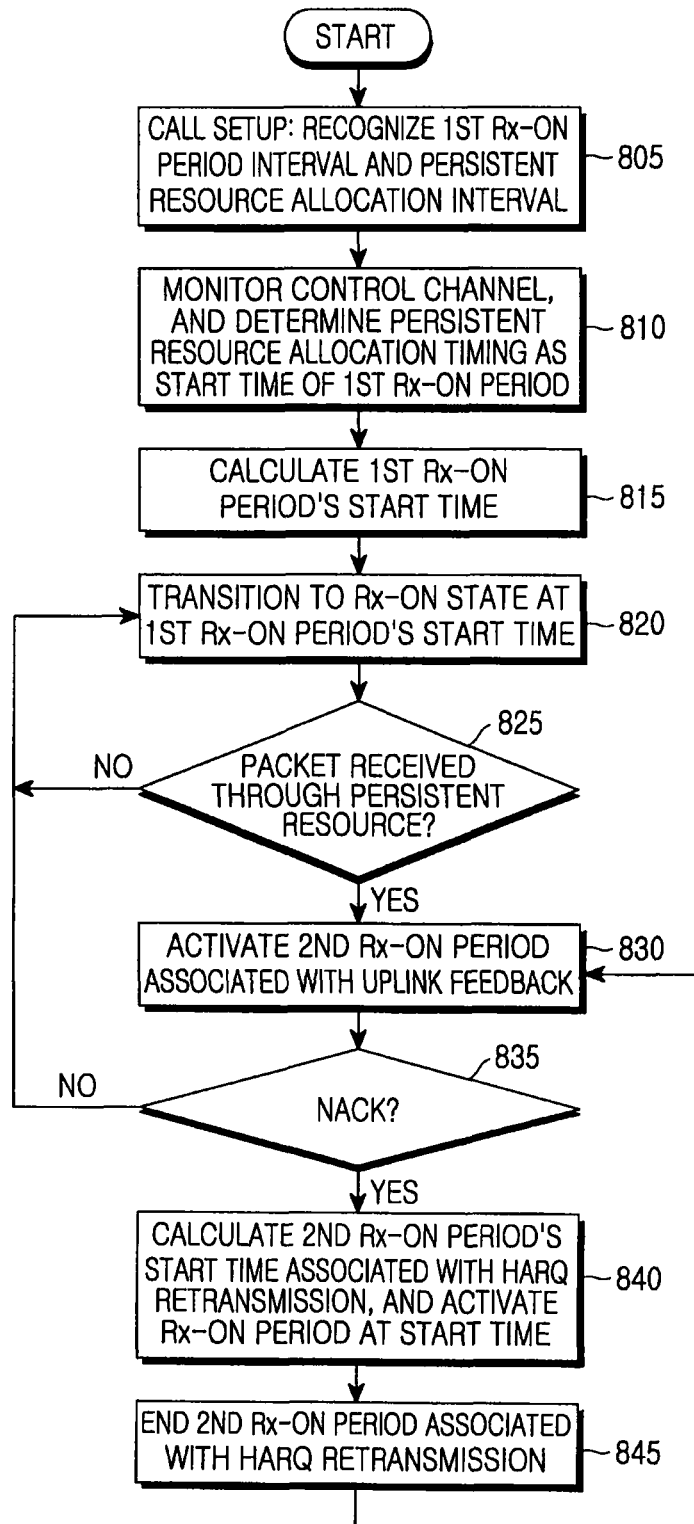 START
CALL SETUP: RECOGNIZE 1ST Rx-ON
PERIOD INTERVAL AND PERSISTENT
RESOURCE ALLOCATION INTERVAL
805
MONITOR CONTROL CHANNEL,
AND DETERMINE PERSISTENT
RESOURCE ALLOCATION TIMING AS
START TIME OF 1ST Rx-ON PERIOD
810
CALCULATE 1ST Rx-ON
PERIOD'S START TIME
815
TRANSITION TO Rx-ON STATE AT
1ST Rx-ON PERIOD'S START TIME
820
825
NO
PACKET RECEIVED
THROUGH PERSISTENT
RESOURCE?
YES
ACTIVATE 2ND Rx-ON PERIOD
ASSOCIATED WITH UPLINK FEEDBACK
830
835
NO
NACK?
YES
CALCULATE 2ND Rx-ON PERIOD'S
START TIME ASSOCIATED WITH HARQ
RETRANSMISSION, AND ACTIVATE
Rx-ON PERIOD AT START TIME
840
END 2ND Rx-ON PERIOD ASSOCIATED
WITH HARQ RETRANSMISSION
845